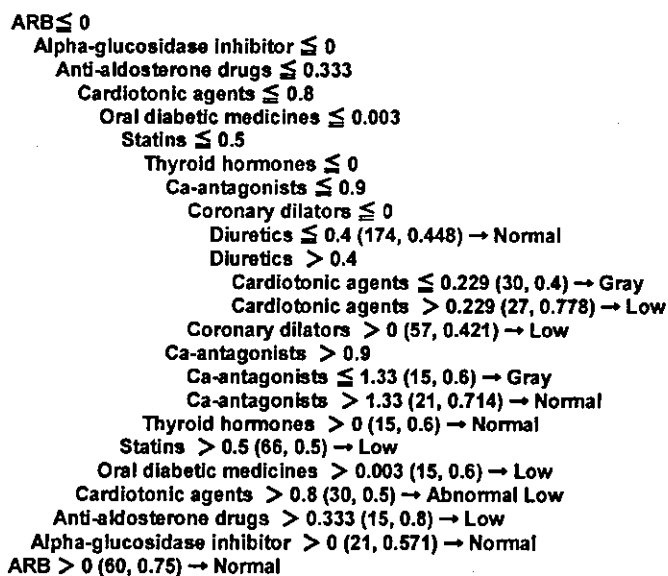 ARB≦ 0
Alpha-glucosidase inhibitor ≦ 0
Anti-aldosterone drugs ≦ 0.333
Cardiotonic agents ≦ 0.8
Oral diabetic medicines ≦ 0.003
Statins ≦ 0.5
Thyroid hormones ≦ 0
Ca-antagonists ≦ 0.9
Coronary dilators ≦ 0
Diuretics ≦ 0.4 (174, 0.448) → Normal
Diuretics > 0.4
Cardiotonic agents ≦ 0.229 (30, 0.4) → Gray
Cardiotonic agents > 0.229 (27, 0.778) → Low
Coronary dilators > 0 (57, 0.421) → Low
Ca-antagonists > 0.9
Ca-antagonists ≦ 1.33 (15, 0.6) → Gray
Ca-antagonists > 1.33 (21, 0.714) → Normal
Thyroid hormones > 0 (15, 0.6) → Normal
Statins > 0.5 (66, 0.5) → Low
Oral diabetic medicines > 0.003 (15, 0.6) → Low
Cardiotonic agents > 0.8 (30, 0.5) → Abnormal Low
Anti-aldosterone drugs > 0.333 (15, 0.8) → Low
Alpha-glucosidase inhibitor > 0 (21, 0.571) → Normal
ARB > 0 (60, 0.75) → Normal